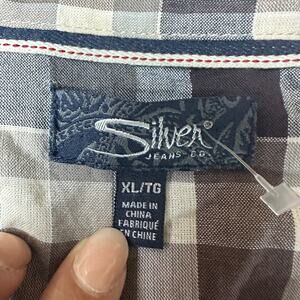 Silver®
JEANS CO.
XL/TG
MADE IN
CHINA
FABRIQUÉ
EN CHINE